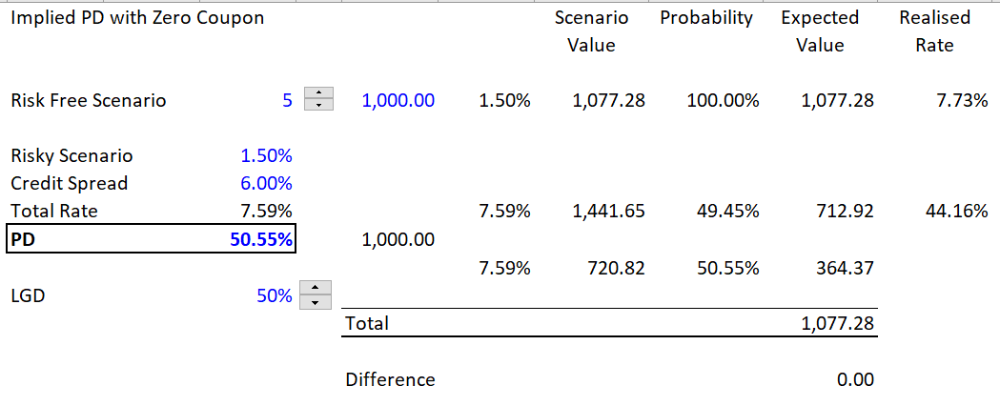 Implied PD with Zero Coupon Scenario Probability Expected Realised
Value Value Rate
Risk Free Scenario 5 1,000.00 1.50% 1,077.28 100.00% 1,077.28 7.73%
Risky Scenario 1.50%
Credit Spread 6.00%
Total Rate 7.59% 7.59% 1,441.65 49.45% 712.92 44.16%
PD 50.55% 1,000.00
7.59% 720.82 50.55% 364.37
LGD 50%
Total 1,077.28
Difference 0.00